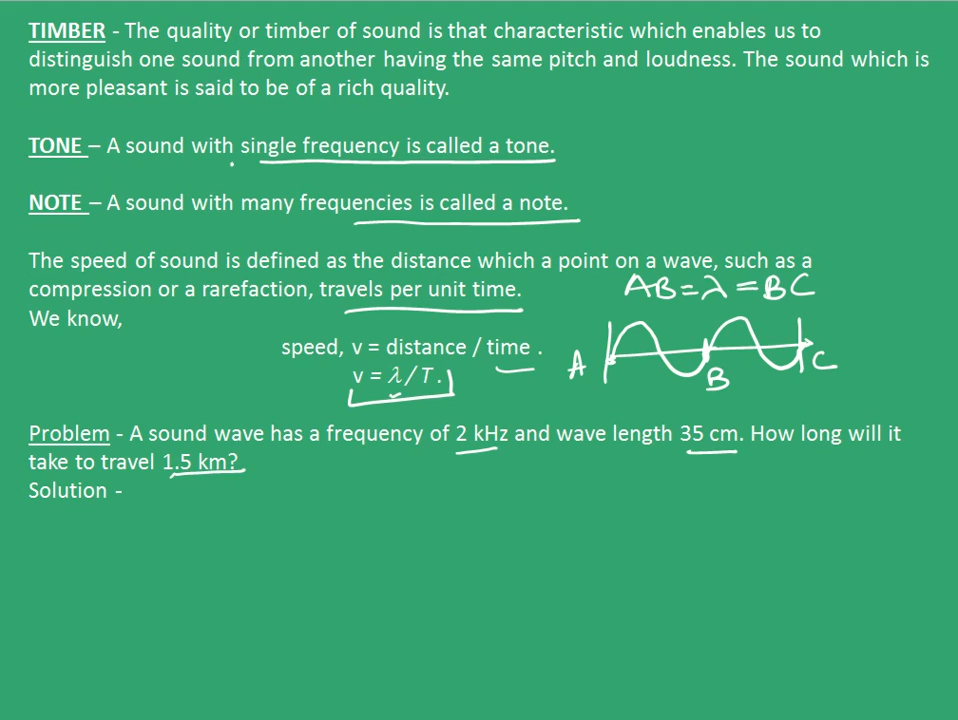 TIMBER - The quality or timber of sound is that characteristic which enables us to
distinguish one sound from another having the same pitch and loudness. The sound which is
more pleasant is said to be of a rich quality.
TONE – A sound with single frequency is called a tone.
NOTE – A sound with many frequencies is called a note.
The speed of sound is defined as the distance which a point on a wave, such as a
compression or a rarefaction, travels per unit time.
AB = λ = BC
We know,
speed, v = distance / time .
v = λ / T .
A
B
C
Problem - A sound wave has a frequency of 2 kHz and wave length 35 cm. How long will it
take to travel 1.5 km?
Solution -